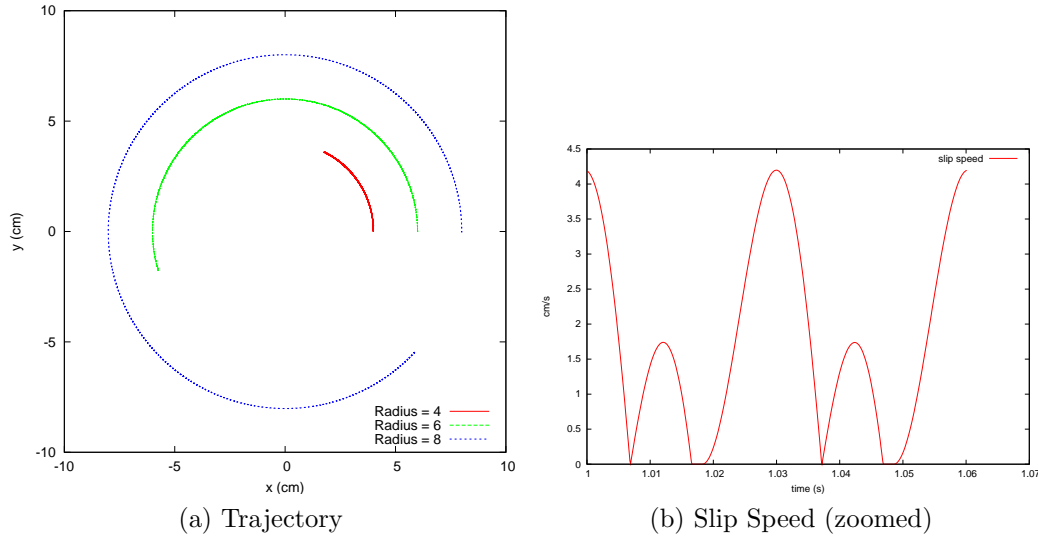 10
5
0
-5
-10
-10
-5
0
5
10
y (cm)
x (cm)
Radius = 4
Radius = 6
Radius = 8
(a) Trajectory
4.5
4
3.5
3
2.5
2
1.5
1
0.5
0
1
1.01
1.02
1.03
1.04
1.05
1.06
1.07
cm/s
time (s)
slip speed
(b) Slip Speed (zoomed)